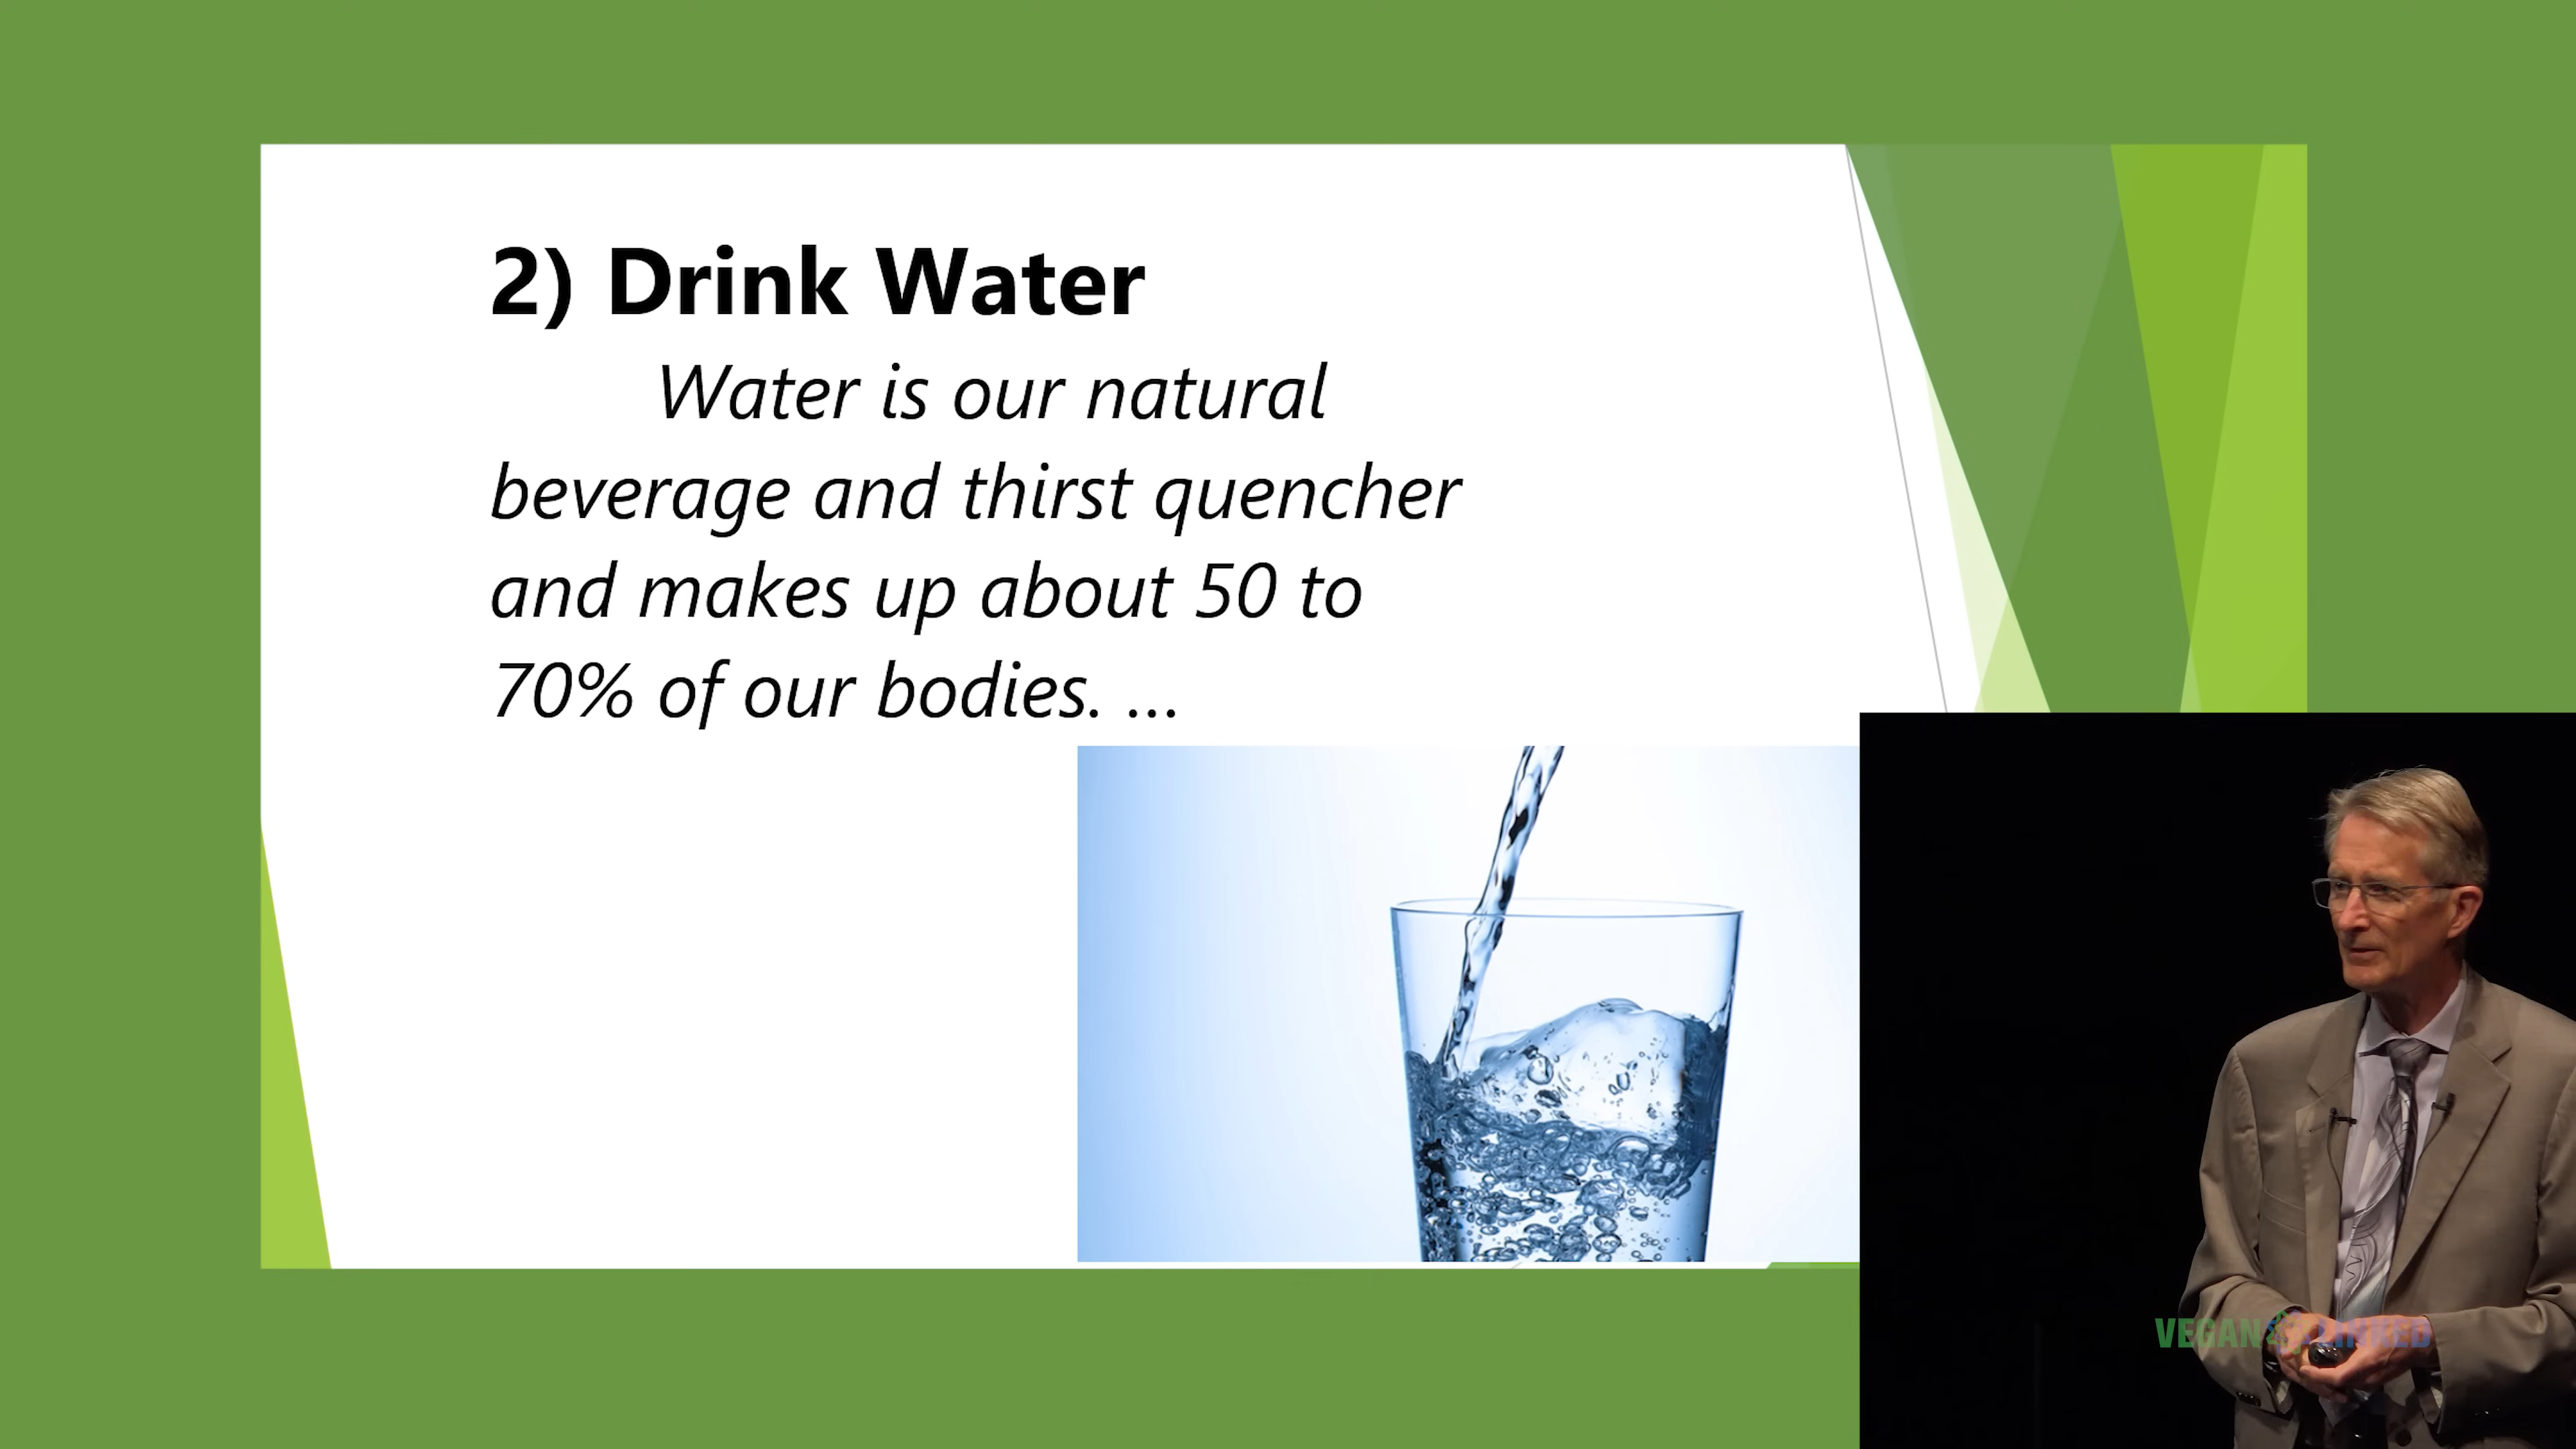 2) Drink Water
Water is our natural
beverage and thirst quencher
and makes up about 50 to
70% of our bodies. ...
VEGAN LINKED